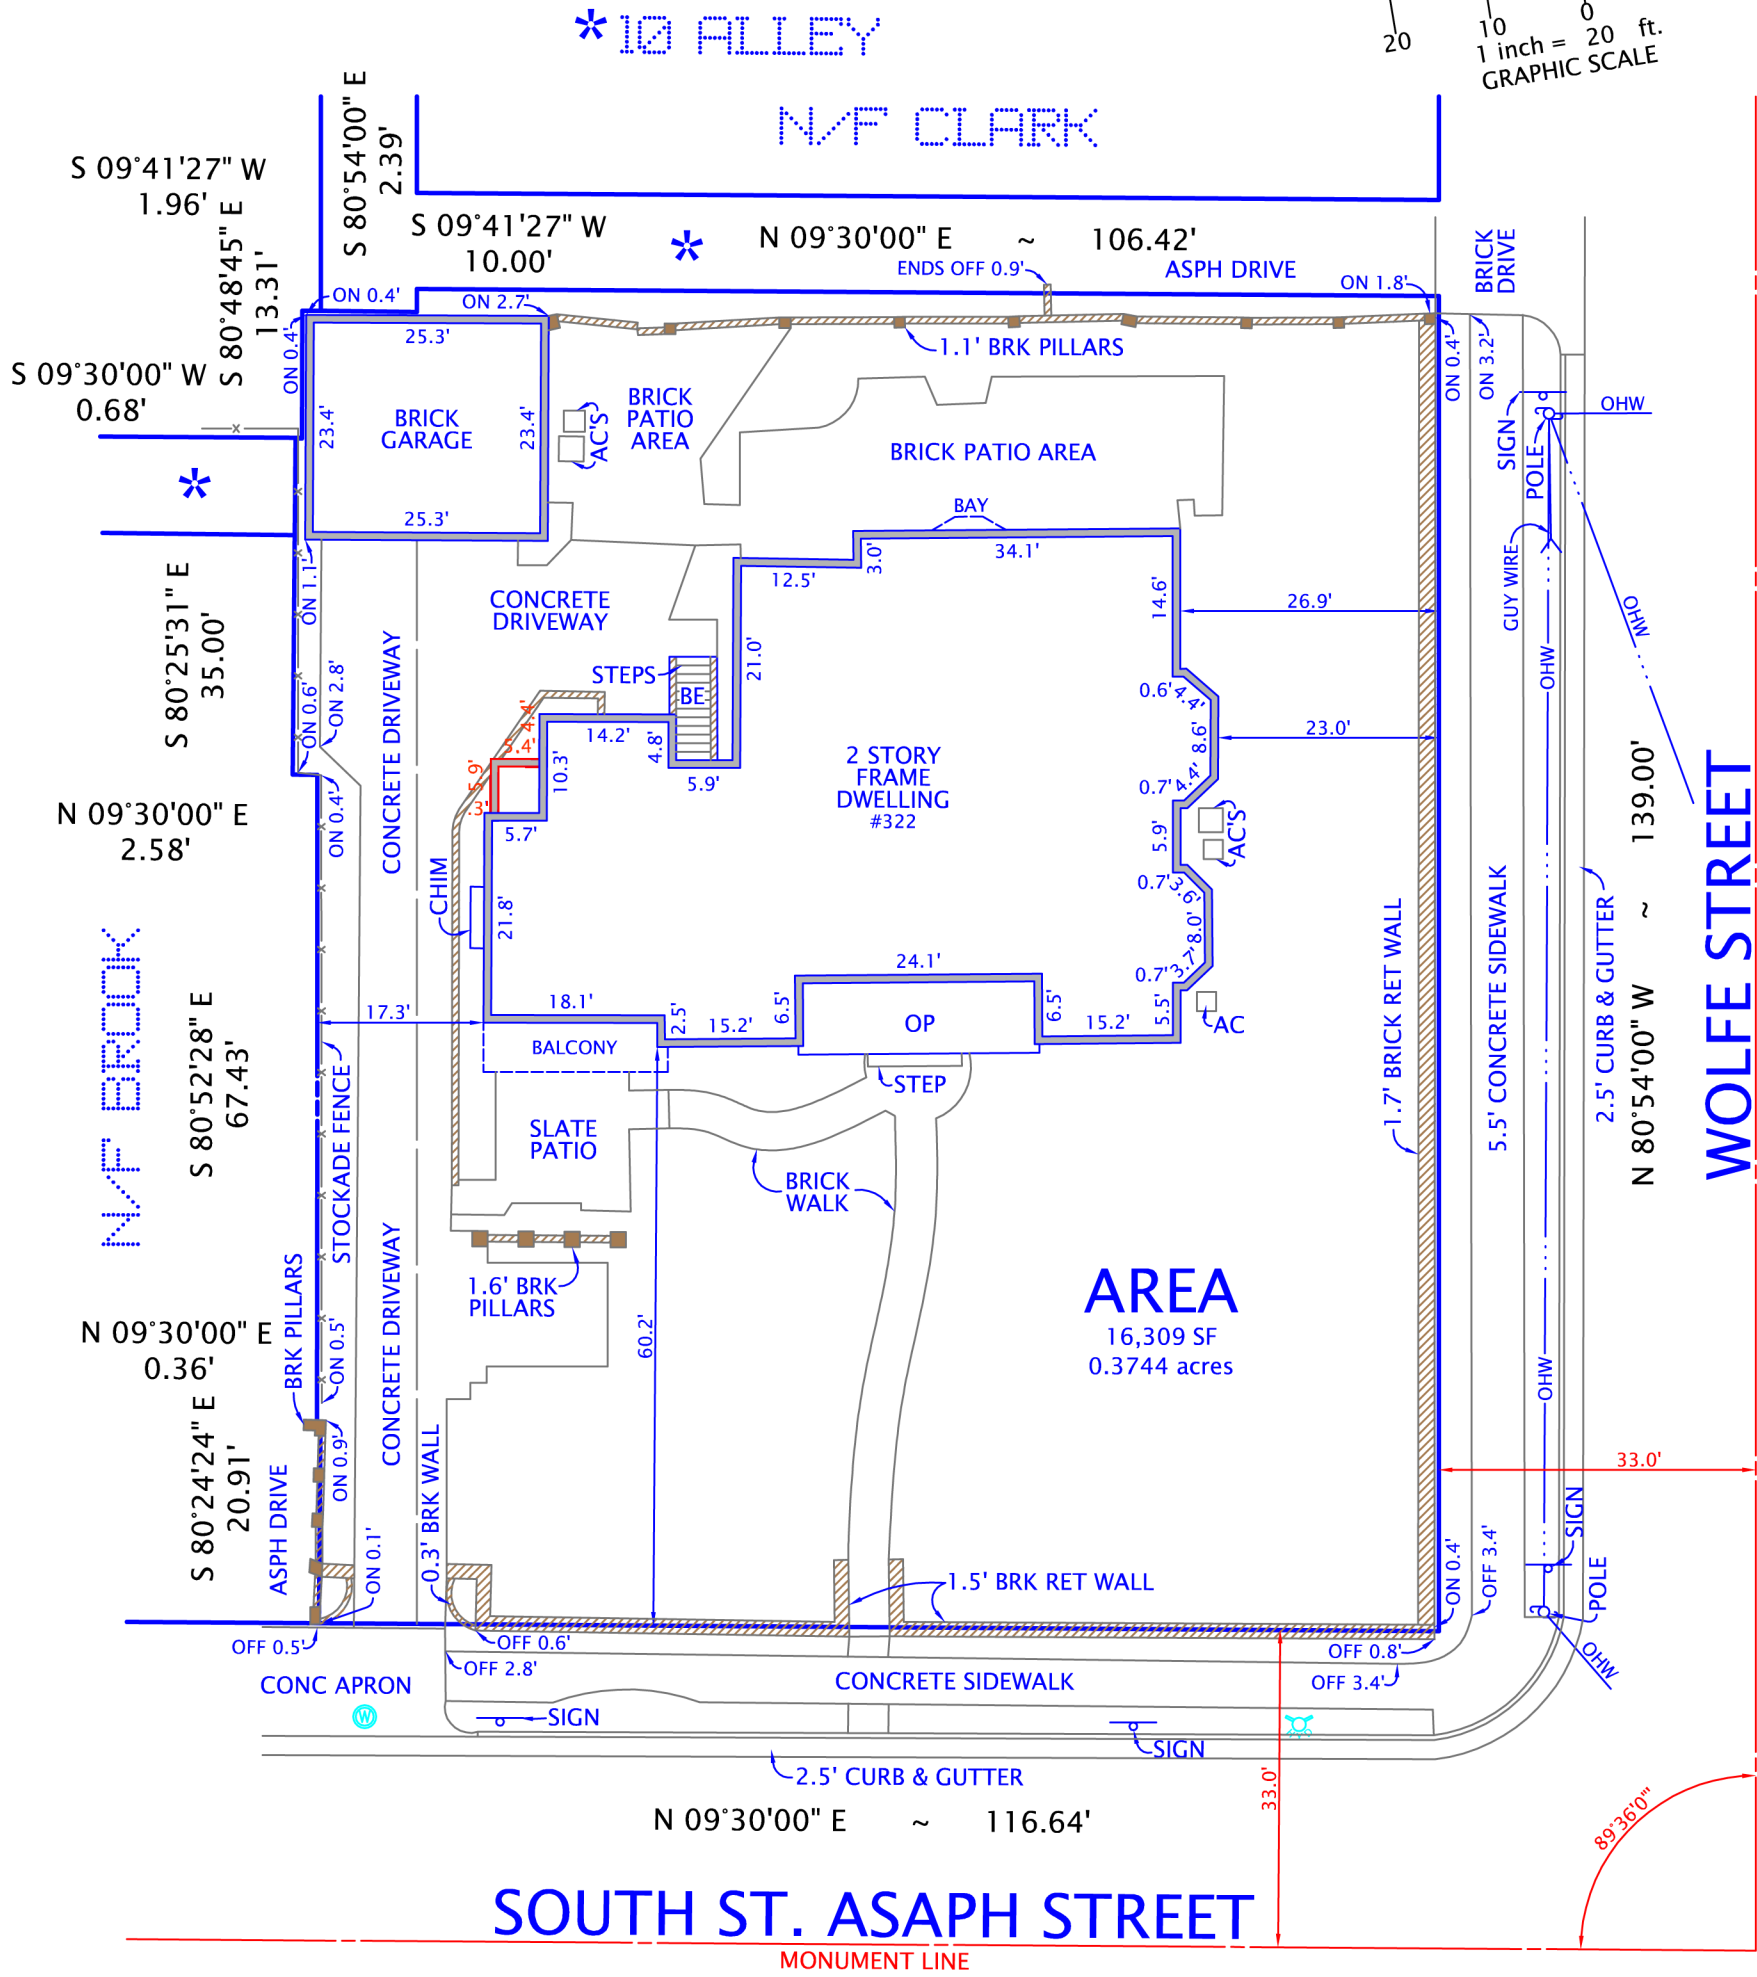 *10 ALLEY
20
10
0
1 inch = 20 ft.
GRAPHIC SCALE
N/F CLARK
S 80°54'00" E
2.39'
S 09°41'27" W
1.96'
S 80°48'45" E
13.31'
S 09°41'27" W
10.00'
*
N 09°30'00" E ~ 106.42'
ENDS OFF 0.9'
ASPH DRIVE
BRICK
DRIVE
ON 0.4'
ON 2.7'
ON 1.8'
ON 0.4'
25.3'
1.1' BRK PILLARS
ON 0.4'
ON 3.2'
S 09°30'00" W
0.68'
23.4'
BRICK
GARAGE
23.4'
AC'S
BRICK
PATIO
AREA
BRICK PATIO AREA
SIGN
POLE
OHW
*
25.3'
BAY
34.1'
3.0'
12.5'
14.6'
26.9'
GUY WIRE
OHW
OHW
ON 1.1'
S 80°25'31" E
35.00'
CONCRETE
DRIVEWAY
CONCRETE DRIVEWAY
STEPS
BE
21.0'
ON 0.6'
ON 2.8'
4.4'
5.4'
14.2'
4.8'
5.9'
5.9'
.3'
10.3'
5.7'
2 STORY
FRAME
DWELLING
#322
0.6'
4.4'
8.6'
23.0'
0.7'
4.4'
5.9'
AC'S
N 09°30'00" E
2.58'
ON 0.4'
CHIM
21.8'
0.7'
3.6'
8.0'
3.7'
0.7'
5.5'
AC
1.7' BRICK RET WALL
5.5' CONCRETE SIDEWALK
2.5' CURB & GUTTER
N 80°54'00" W ~ 139.00'
WOLFE STREET
N/F BROOK
S 80°52'28" E
67.43'
17.3'
18.1'
2.5'
15.2'
6.5'
24.1'
OP
6.5'
15.2'
BALCONY
STEP
STOCKADE FENCE
SLATE
PATIO
BRICK
WALK
BRK PILLARS
CONCRETE DRIVEWAY
1.6' BRK
PILLARS
60.2'
AREA
16,309 SF
0.3744 acres
N 09°30'00" E
0.36'
ON 0.5'
OHW
S 80°24'24" E
20.91'
ASPH DRIVE
ON 0.9'
0.3' BRK WALL
ON 0.1'
33.0'
SIGN
POLE
ON 0.4'
OFF 3.4'
1.5' BRK RET WALL
OFF 0.5'
OFF 0.6'
OFF 2.8'
OFF 0.8'
OFF 3.4'
OHW
CONC APRON
CONCRETE SIDEWALK
W
SIGN
SIGN
2.5' CURB & GUTTER
33.0'
N 09°30'00" E ~ 116.64'
89°36'0"'
SOUTH ST. ASAPH STREET
MONUMENT LINE